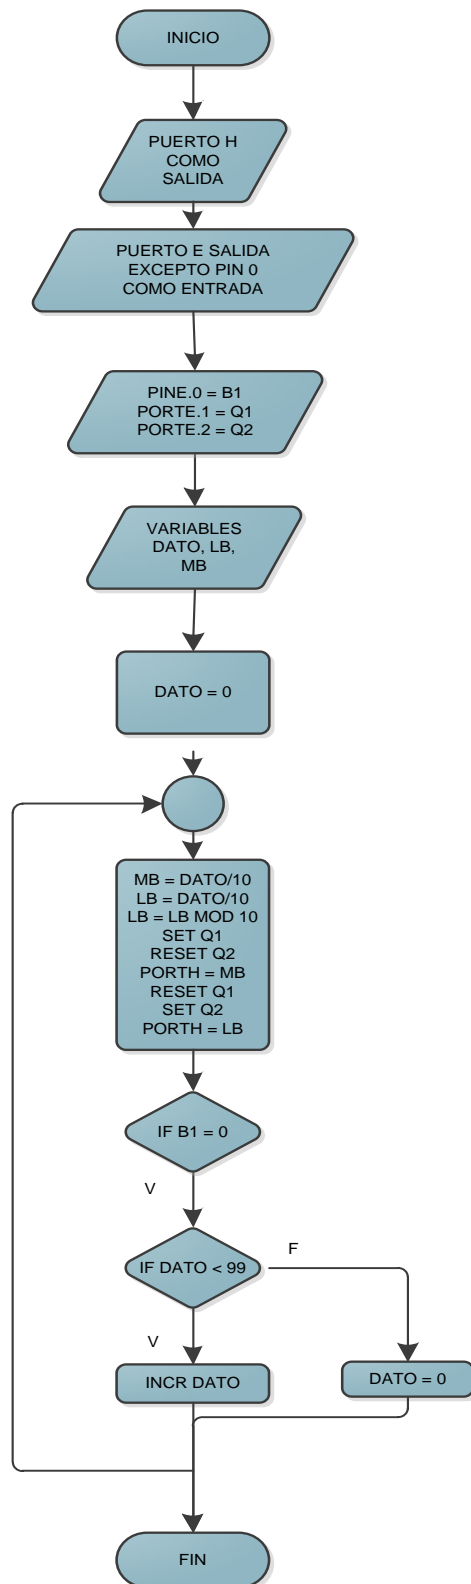 INICIO
PUERTO H
COMO
SALIDA
PUERTO E SALIDA
EXCEPTO PIN 0
COMO ENTRADA
PINE.0 = B1
PORTE.1 = Q1
PORTE.2 = Q2
VARIABLES
DATO, LB,
MB
DATO = 0
MB = DATO/10
LB = DATO/10
LB = LB MOD 10
SET Q1
RESET Q2
PORTH = MB
RESET Q1
SET Q2
PORTH = LB
IF B1 = 0
V
IF DATO < 99
F
V
INCR DATO
DATO = 0
FIN